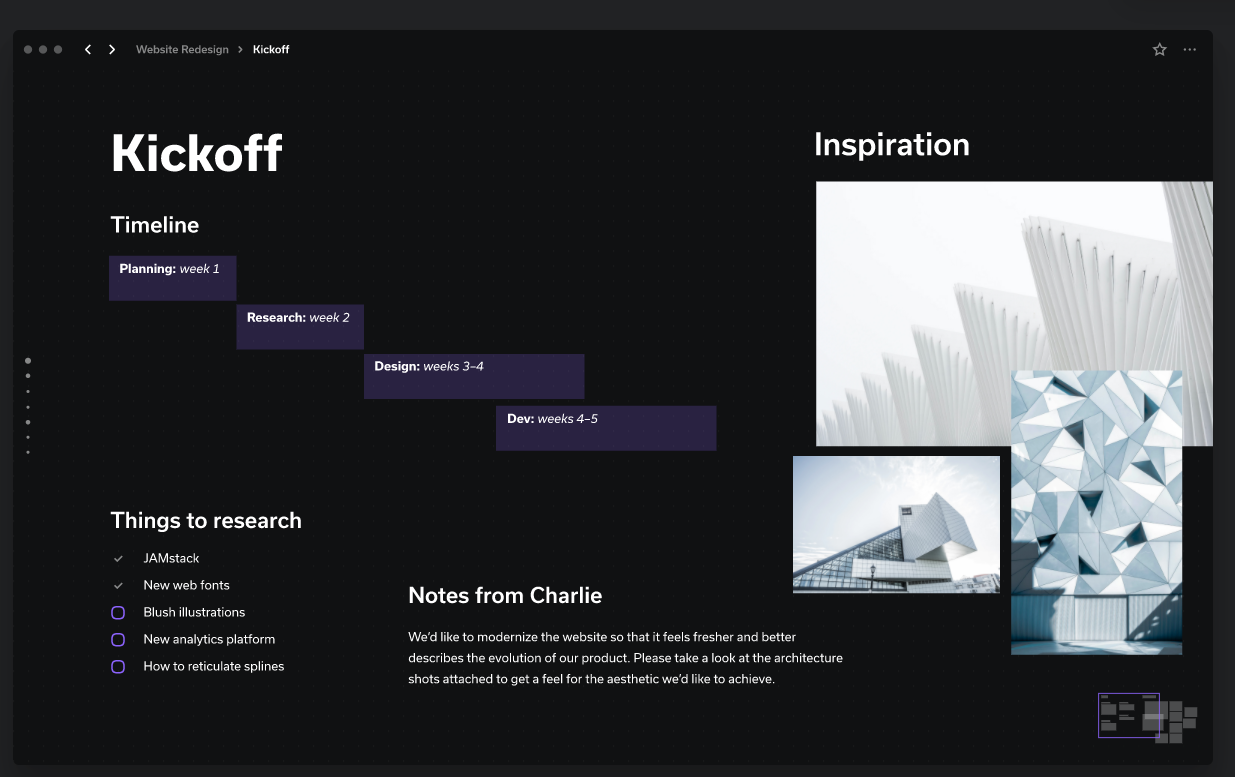 Website Redesign > Kickoff
Kickoff
Timeline
Planning: week 1
Research: week 2
Design: weeks 3–4
Dev: weeks 4–5
Things to research
JAMstack
New web fonts
Blush illustrations
New analytics platform
How to reticulate splines
Notes from Charlie
We’d like to modernize the website so that it feels fresher and better
describes the evolution of our product. Please take a look at the architecture
shots attached to get a feel for the aesthetic we’d like to achieve.
Inspiration